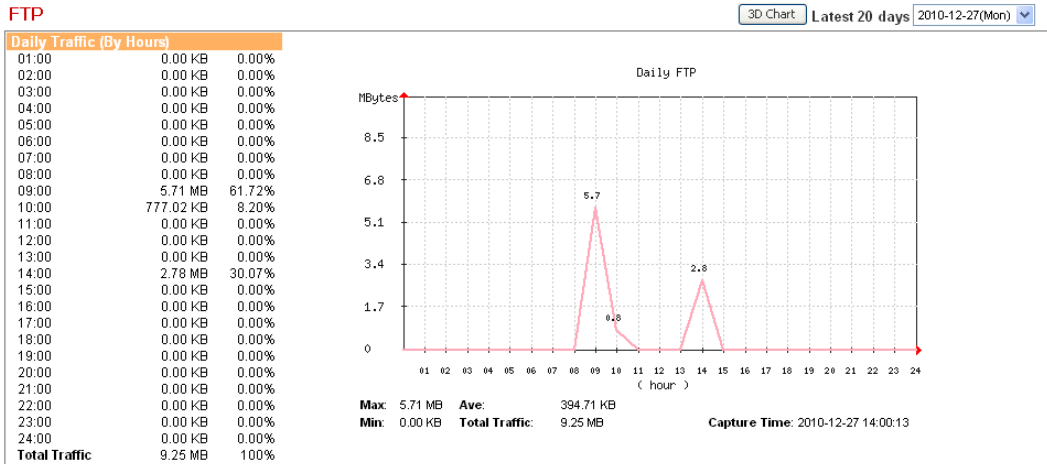 FTP
3D Chart Latest 20 days 2010-12-27(Mon)
Daily Traffic (By Hours)
01:00 0.00 KB 0.00%
02:00 0.00 KB 0.00%
03:00 0.00 KB 0.00%
04:00 0.00 KB 0.00%
05:00 0.00 KB 0.00%
06:00 0.00 KB 0.00%
07:00 0.00 KB 0.00%
08:00 0.00 KB 0.00%
09:00 5.71 MB 61.72%
10:00 777.02 KB 8.20%
11:00 0.00 KB 0.00%
12:00 0.00 KB 0.00%
13:00 0.00 KB 0.00%
14:00 2.78 MB 30.07%
15:00 0.00 KB 0.00%
16:00 0.00 KB 0.00%
17:00 0.00 KB 0.00%
18:00 0.00 KB 0.00%
19:00 0.00 KB 0.00%
20:00 0.00 KB 0.00%
21:00 0.00 KB 0.00%
22:00 0.00 KB 0.00%
23:00 0.00 KB 0.00%
24:00 0.00 KB 0.00%
Total Traffic 9.25 MB 100%
Daily FTP
MBytes
8.5
6.8
5.7
5.1
3.4
2.8
1.7
0.8
0
01 02 03 04 05 06 07 08 09 10 11 12 13 14 15 16 17 18 19 20 21 22 23 24
( hour )
Max: 5.71 MB Ave: 394.71 KB
Min: 0.00 KB Total Traffic: 9.25 MB Capture Time: 2010-12-27 14:00:13